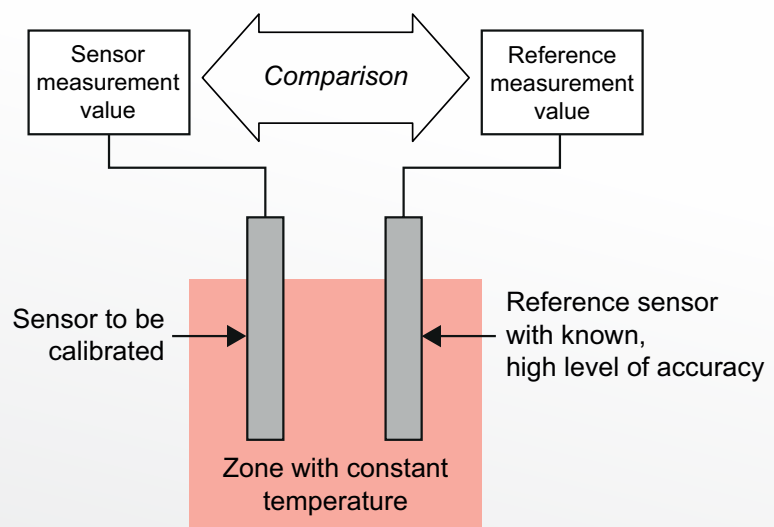 Sensor
measurement
value
Comparison
Reference
measurement
value
Sensor to be
calibrated
Reference sensor
with known,
high level of accuracy
Zone with constant
temperature